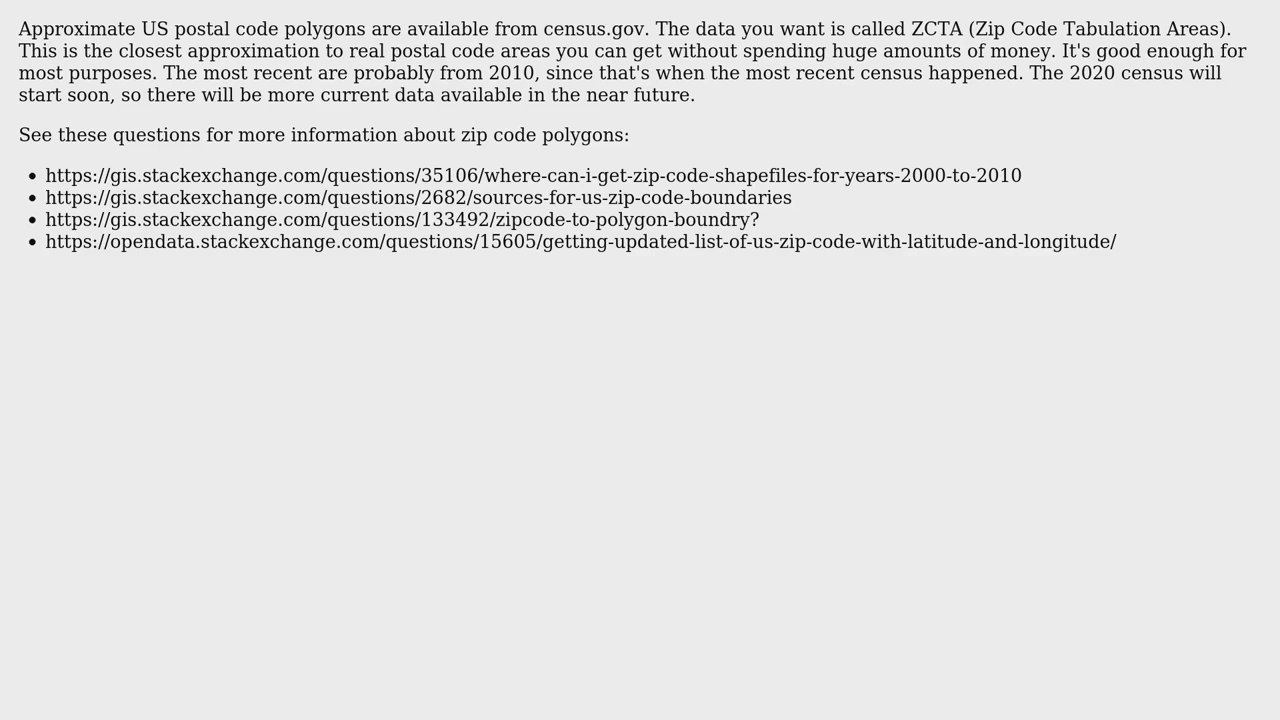 Approximate US postal code polygons are available from census.gov. The data you want is called ZCTA (Zip Code Tabulation Areas).
This is the closest approximation to real postal code areas you can get without spending huge amounts of money. It's good enough for
most purposes. The most recent are probably from 2010, since that's when the most recent census happened. The 2020 census will
start soon, so there will be more current data available in the near future.
See these questions for more information about zip code polygons:
• https://gis.stackexchange.com/questions/35106/where-can-i-get-zip-code-shapefiles-for-years-2000-to-2010
• https://gis.stackexchange.com/questions/2682/sources-for-us-zip-code-boundaries
• https://gis.stackexchange.com/questions/133492/zipcode-to-polygon-boundry?
• https://opendata.stackexchange.com/questions/15605/getting-updated-list-of-us-zip-code-with-latitude-and-longitude/